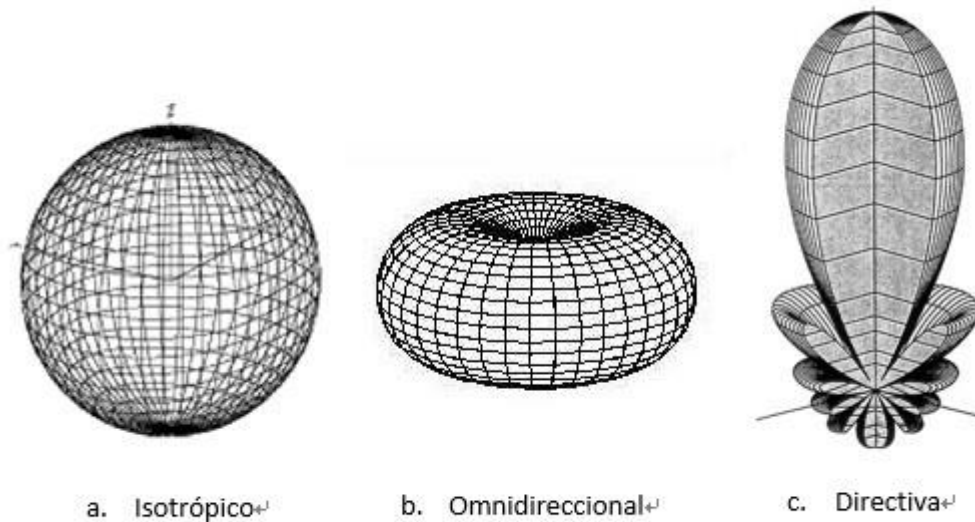 z
a. Isotrópico↵
b. Omnidireccional↵
c. Directiva↵